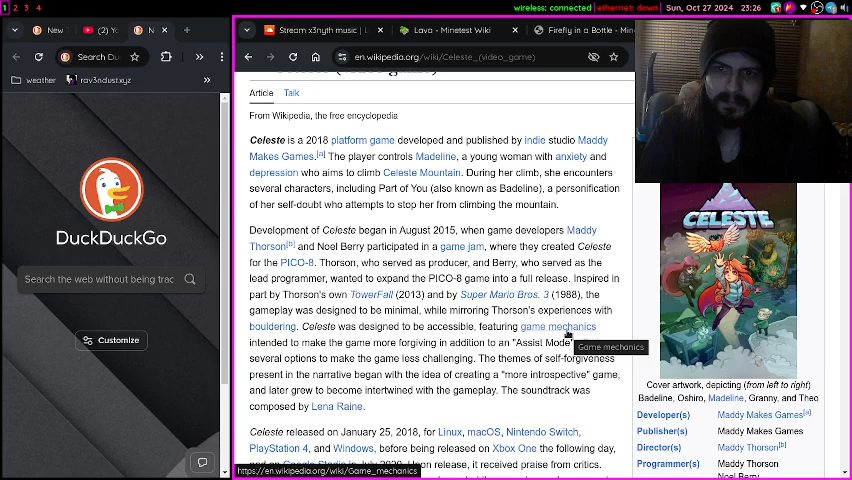 1 2 3 4
wireless: connected | ethernet: down | Sun, Oct 27 2024 23:26
New
(2) Yo
N
Search Du
weather
rav3ndust.xyz
DuckDuckGo
Search the web without being trac
Customize
Stream x3nyth music | L
Lava - Minetest Wiki
Firefly in a Bottle - Min
en.wikipedia.org/wiki/Celeste_(video_game)
Article Talk
From Wikipedia, the free encyclopedia
Celeste is a 2018 platform game developed and published by indie studio Maddy
Makes Games.[a] The player controls Madeline, a young woman with anxiety and
depression who aims to climb Celeste Mountain. During her climb, she encounters
several characters, including Part of You (also known as Badeline), a personification
of her self-doubt who attempts to stop her from climbing the mountain.
Development of Celeste began in August 2015, when game developers Maddy
Thorson[b] and Noel Berry participated in a game jam, where they created Celeste
for the PICO-8. Thorson, who served as producer, and Berry, who served as the
lead programmer, wanted to expand the PICO-8 game into a full release. Inspired in
part by Thorson's own TowerFall (2013) and by Super Mario Bros. 3 (1988), the
gameplay was designed to be minimal, while mirroring Thorson's experiences with
bouldering. Celeste was designed to be accessible, featuring game mechanics
Game mechanics
intended to make the game more forgiving in addition to an "Assist Mode"
several options to make the game less challenging. The themes of self-forgiveness
present in the narrative began with the idea of creating a "more introspective" game,
and later grew to become intertwined with the gameplay. The soundtrack was
composed by Lena Raine.
Celeste released on January 25, 2018, for Linux, macOS, Nintendo Switch,
PlayStation 4, and Windows, before being released on Xbox One the following day,
Upon release, it received praise from critics.
https://en.wikipedia.org/wiki/Game_mechanics
CELESTE
Cover artwork, depicting (from left to right)
Badeline, Oshiro, Madeline, Granny, and Theo
Developer(s) Maddy Makes Games[a]
Publisher(s) Maddy Makes Games
Director(s) Maddy Thorson[b]
Programmer(s) Maddy Thorson
Noel Berry